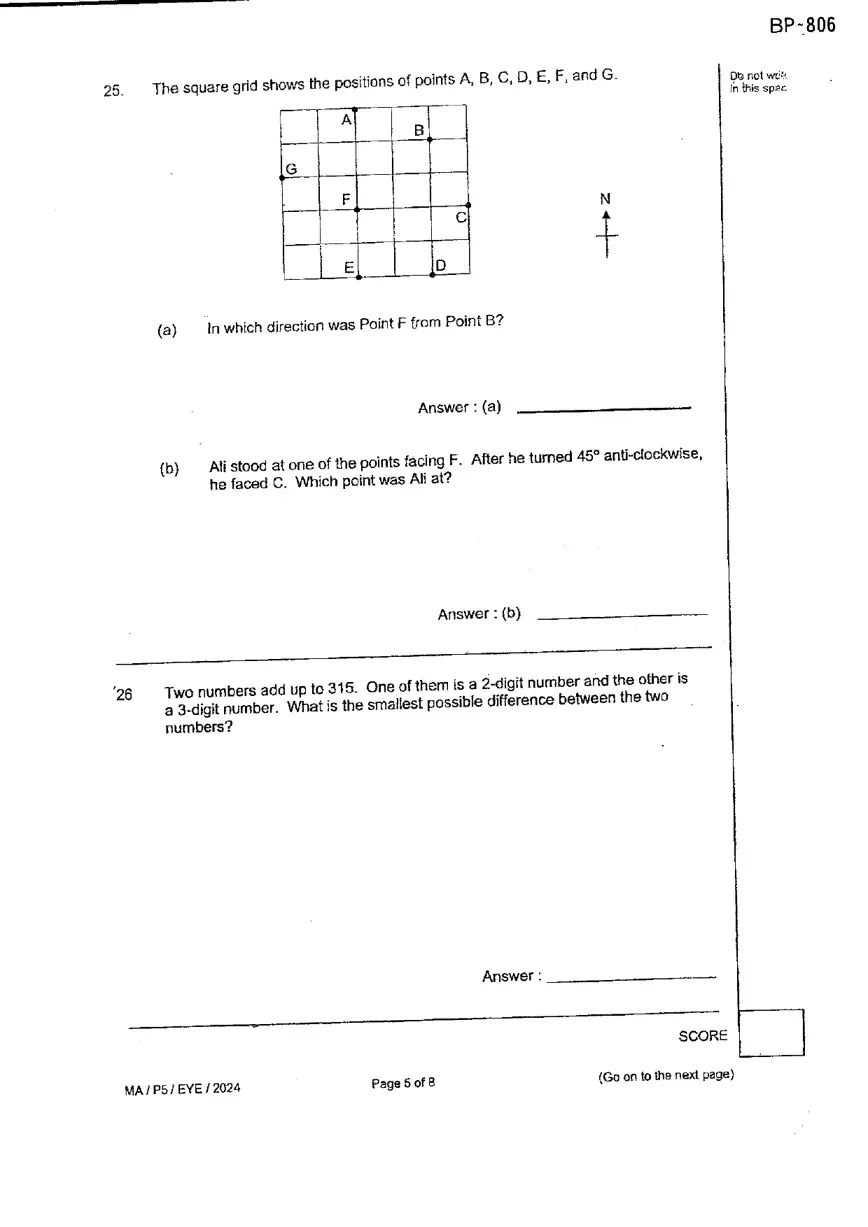 BP-806
25. The square grid shows the positions of points A, B, C, D, E, F, and G.
Do not write
in this spac
A
B
G
F
C
E
D
N
(a) In which direction was Point F from Point B?
Answer : (a)
(b) Ali stood at one of the points facing F. After he turned 45° anti-clockwise,
he faced C. Which point was Ali at?
Answer : (b)
26 Two numbers add up to 315. One of them is a 2-digit number and the other is
a 3-digit number. What is the smallest possible difference between the two
numbers?
Answer :
SCORE
MA / P5 / EYE / 2024
Page 5 of 8
(Go on to the next page)